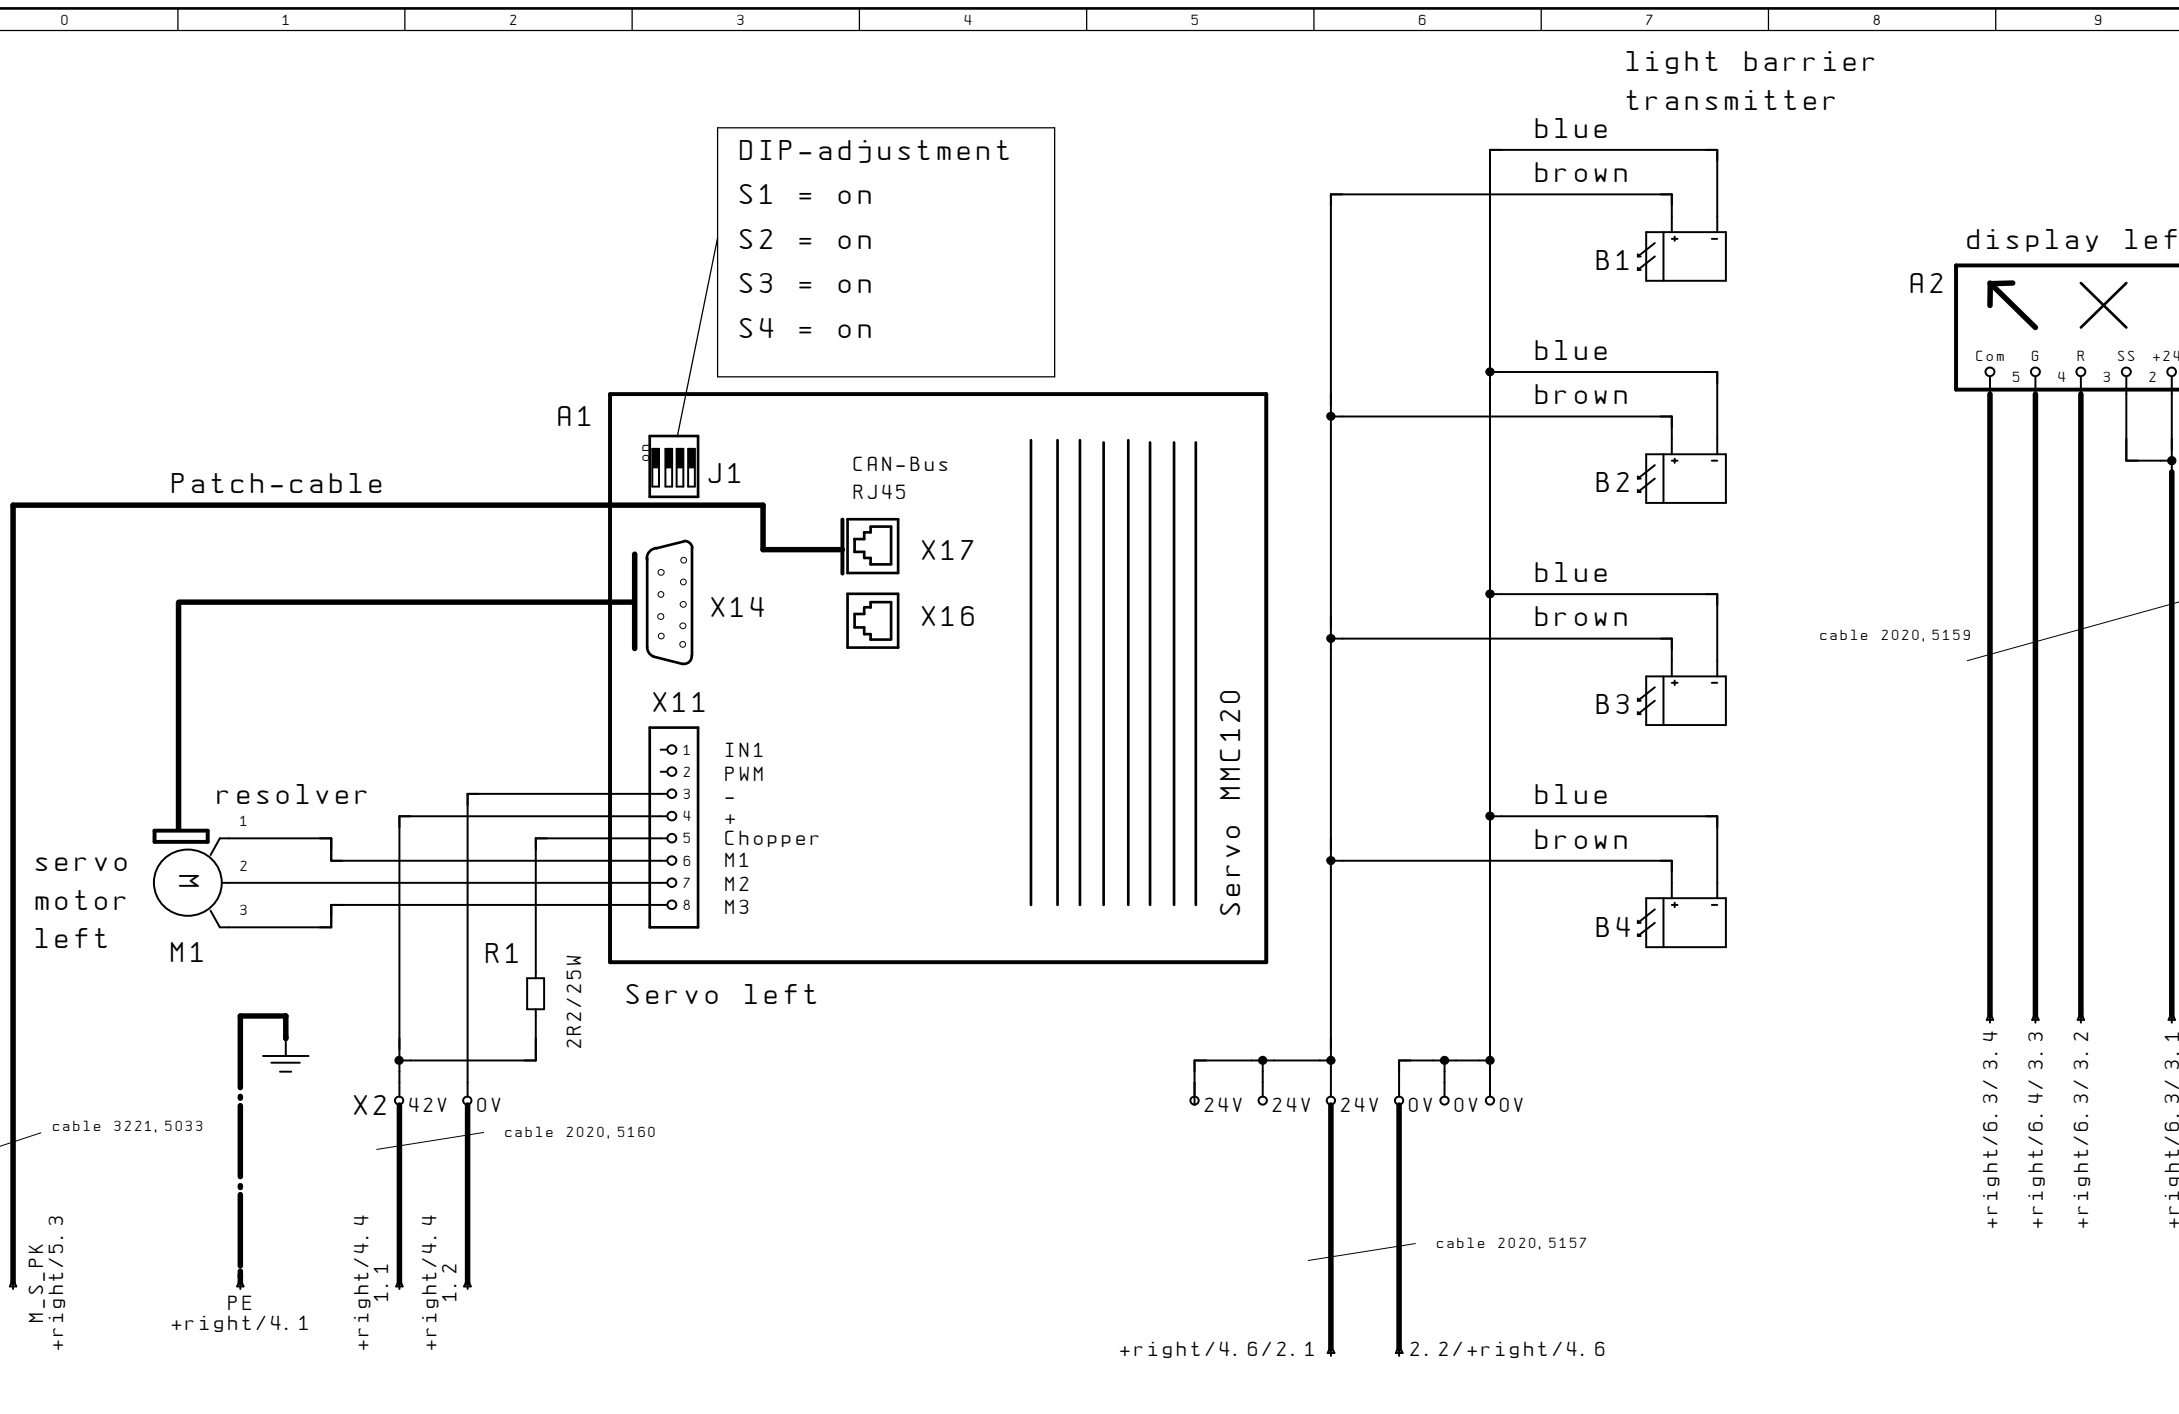 0 1 2 3 4 5 6 7 8 9
light barrier
transmitter
DIP-adjustment
S1 = on
S2 = on
S3 = on
S4 = on
blue
brown
+ -
B1
blue
brown
+ -
B2
blue
brown
+ -
B3
blue
brown
+ -
B4
display lef
A2
Com G R SS +24
5 4 3 2
cable 2020,5159
A1
on
J1
CAN-Bus
RJ45
Patch-cable
X17
X14
X16
X11
1 IN1
2 PWM
3 -
4 +
5 Chopper
6 M1
7 M2
8 M3
Servo MMC120
resolver
1
2
3
servo
motor
left
M
M1
R1
2R2/25W
Servo left
X2 42V 0V
24V 24V 24V 0V 0V 0V
cable 3221,5033
cable 2020,5160
cable 2020,5157
M_S_PK
+right/5.3
PE
+right/4.1
+right/4.4
1.1
+right/4.4
1.2
+right/4.6/2.1
2.2/+right/4.6
+right/6.3/3.4
+right/6.4/3.3
+right/6.3/3.2
+right/6.3/3.1